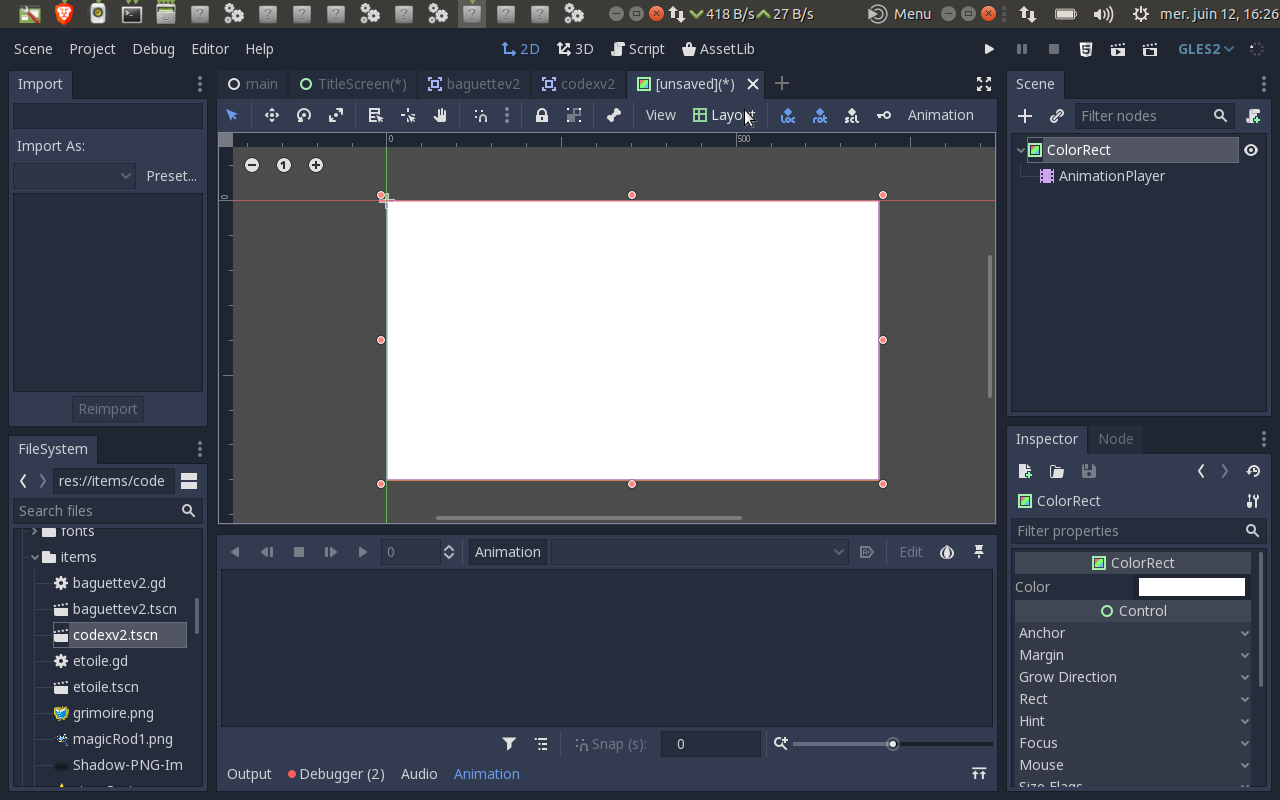 418 B/s 27 B/s Menu mer. juin 12, 16:26
Scene Project Debug Editor Help 2D 3D Script AssetLib GLES2
Import
main TitleScreen(*) baguettev2 codexv2 [unsaved](*)
Scene
View Layout Animation
Filter nodes
Import As:
Preset...
0 500
1
0
ColorRect
AnimationPlayer
Reimport
FileSystem
res://items/code
Search files
fonts
items
baguettev2.gd
baguettev2.tscn
codexv2.tscn
etoile.gd
etoile.tscn
grimoire.png
magicRod1.png
Shadow-PNG-Im
0 Animation Edit
Snap (s): 0
Output Debugger (2) Audio Animation
Inspector Node
ColorRect
Filter properties
ColorRect
Color
Control
Anchor
Margin
Grow Direction
Rect
Hint
Focus
Mouse
Size Flags